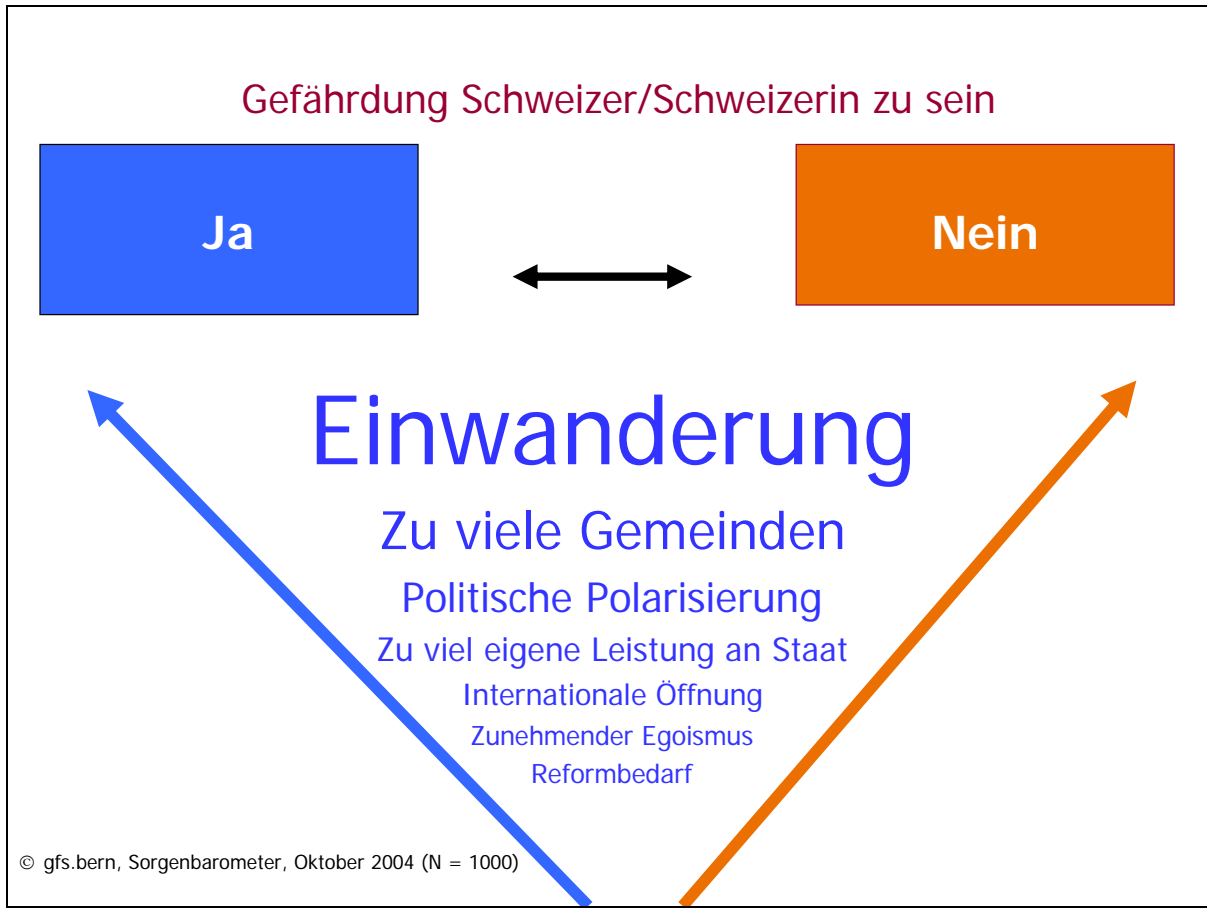 Gefährdung Schweizer/Schweizerin zu sein
Ja
Nein
Einwanderung
Zu viele Gemeinden
Politische Polarisierung
Zu viel eigene Leistung an Staat
Internationale Öffnung
Zunehmender Egoismus
Reformbedarf
© gfs.bern, Sorgenbarometer, Oktober 2004 (N = 1000)